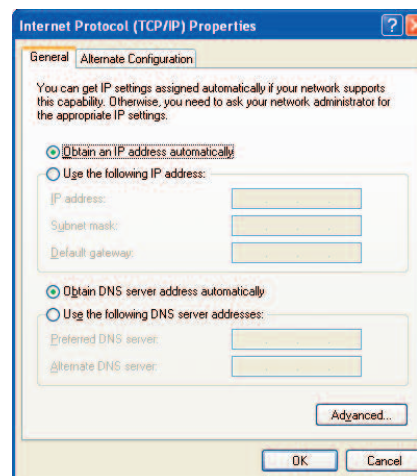 Internet Protocol (TCP/IP) Properties
General
Alternate Configuration
You can get IP settings assigned automatically if your network supports
this capability. Otherwise, you need to ask your network administrator for
the appropriate IP settings.
Obtain an IP address automatically
Use the following IP address:
IP address:
Subnet mask:
Default gateway:
Obtain DNS server address automatically
Use the following DNS server addresses:
Preferred DNS server:
Alternate DNS server:
Advanced...
OK
Cancel